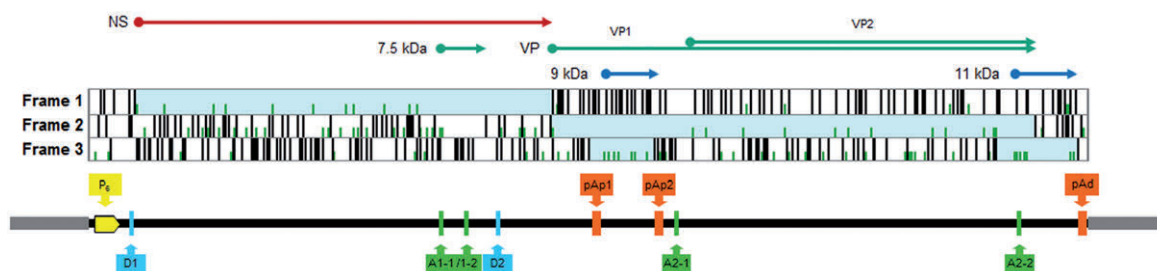 NS
VP2
7.5 kDa
VP
VP1
9 kDa
11 kDa
Frame 1
Frame 2
Frame 3
P6
pAp1
pAp2
pAd
D1
A1-1 /1-2
D2
A2-1
A2-2